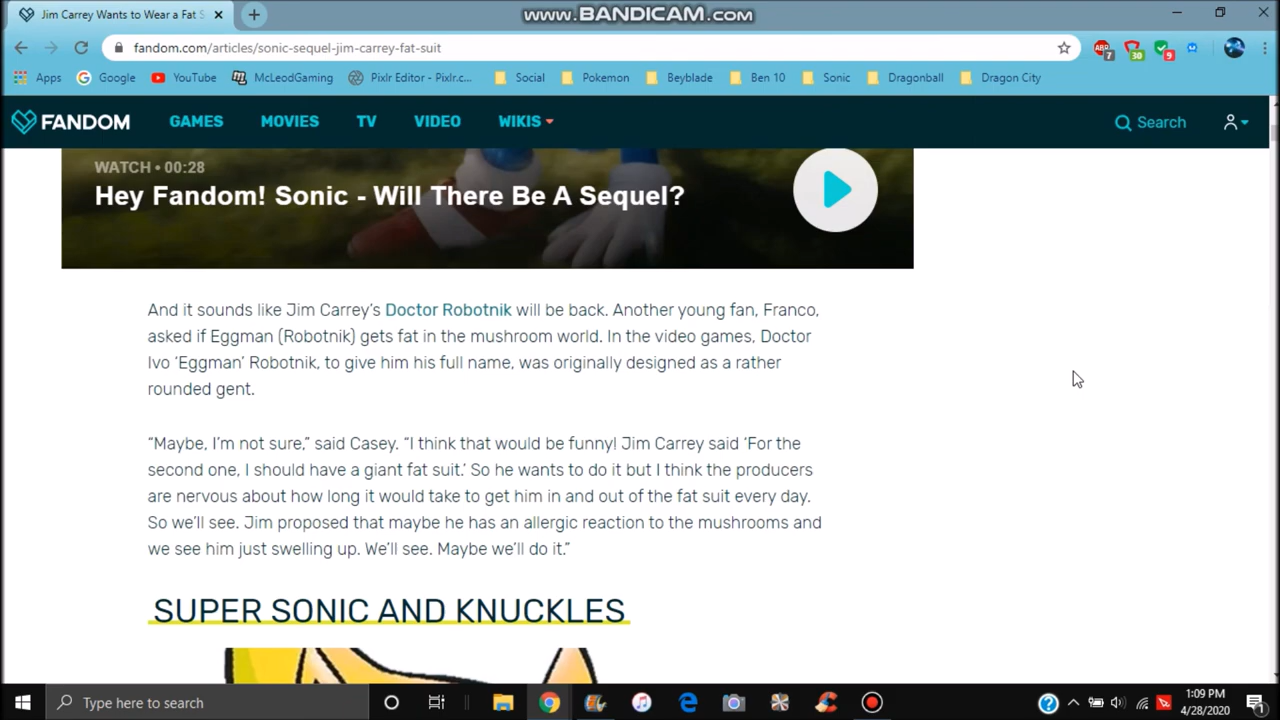 Jim Carrey Wants to Wear a Fat S
www.BANDICAM.com
fandom.com/articles/sonic-sequel-jim-carrey-fat-suit
7 30 9
Apps Google YouTube McLeodGaming Pixlr Editor - Pixlr.c... Social Pokemon Beyblade Ben 10 Sonic Dragonball Dragon City
FANDOM GAMES MOVIES TV VIDEO WIKIS Search
WATCH • 00:28
Hey Fandom! Sonic - Will There Be A Sequel?
And it sounds like Jim Carrey’s Doctor Robotnik will be back. Another young fan, Franco,
asked if Eggman (Robotnik) gets fat in the mushroom world. In the video games, Doctor
Ivo ‘Eggman’ Robotnik, to give him his full name, was originally designed as a rather
rounded gent.
“Maybe, I’m not sure,” said Casey. “I think that would be funny! Jim Carrey said ‘For the
second one, I should have a giant fat suit.’ So he wants to do it but I think the producers
are nervous about how long it would take to get him in and out of the fat suit every day.
So we’ll see. Jim proposed that maybe he has an allergic reaction to the mushrooms and
we see him just swelling up. We’ll see. Maybe we’ll do it.”
SUPER SONIC AND KNUCKLES
Type here to search
1:09 PM
4/28/2020
1